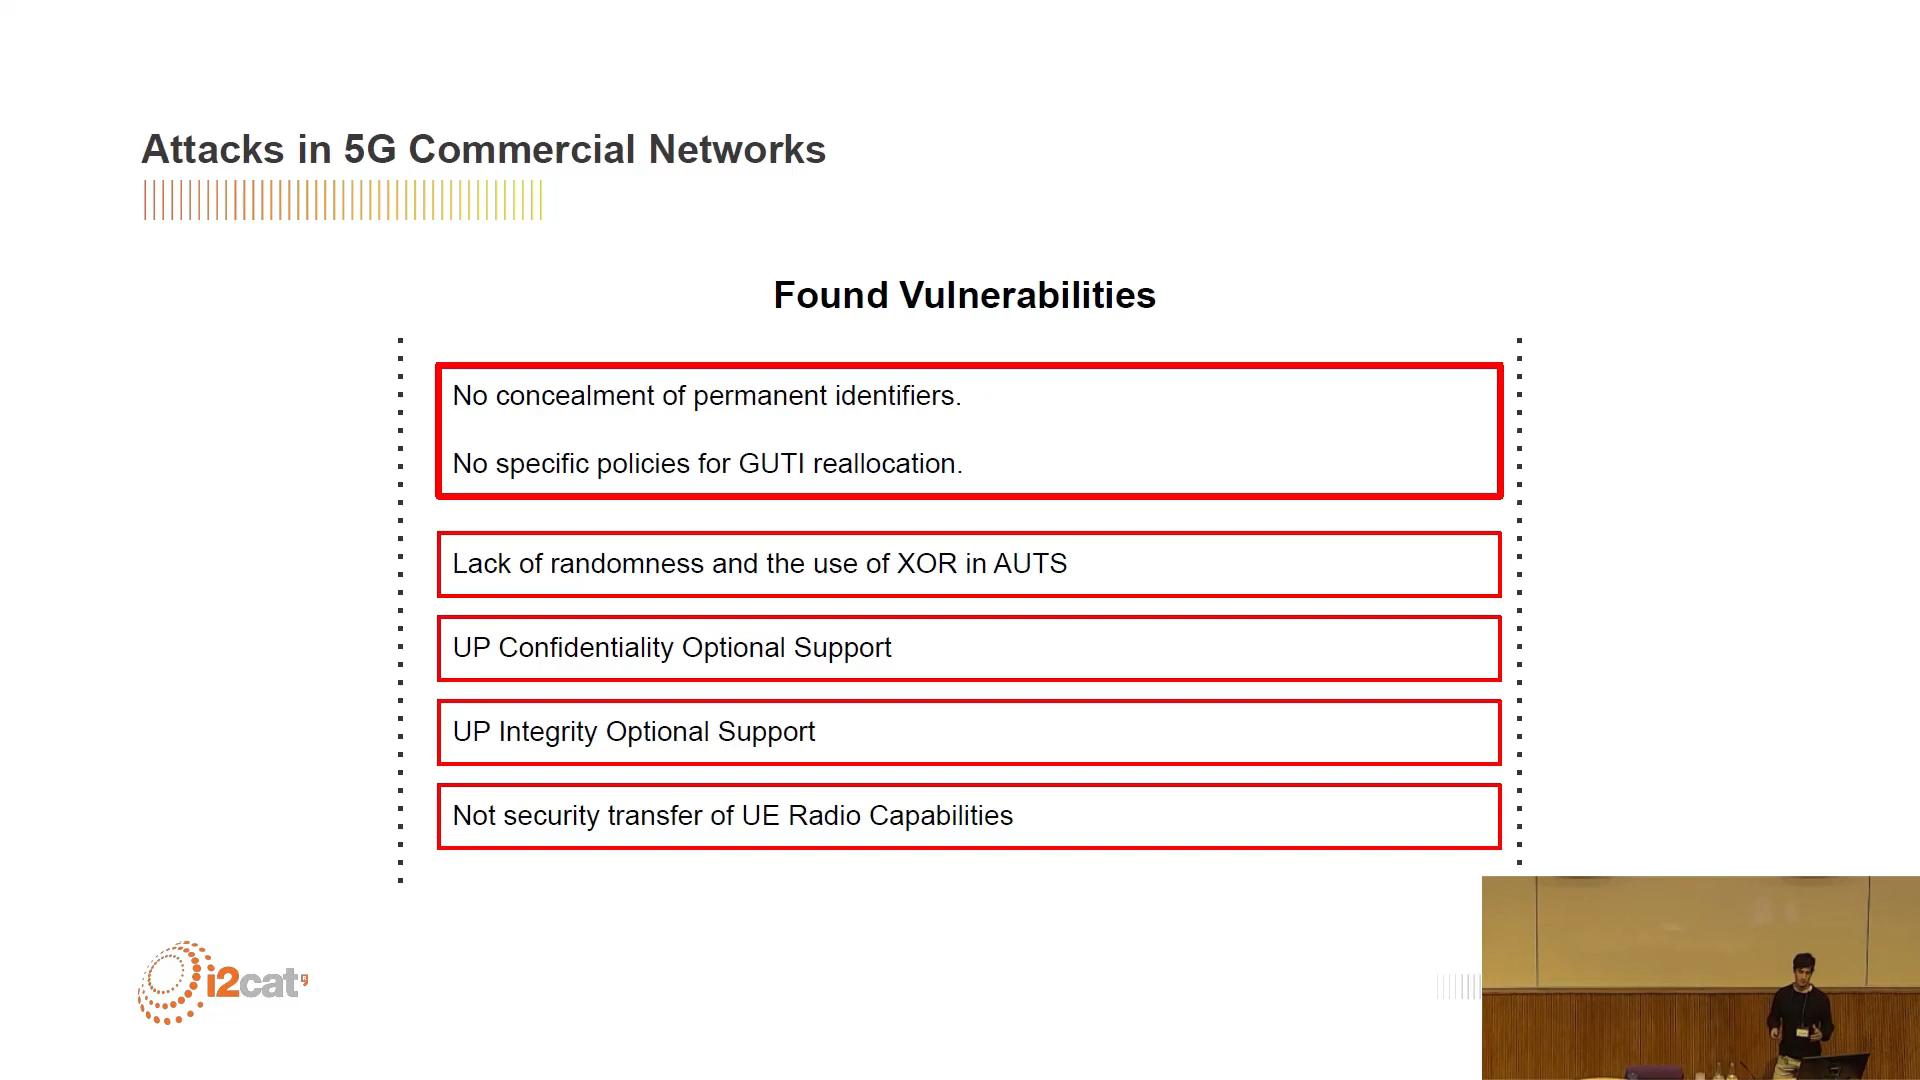 Attacks in 5G Commercial Networks
Found Vulnerabilities
No concealment of permanent identifiers.
No specific policies for GUTI reallocation.
Lack of randomness and the use of XOR in AUTS
UP Confidentiality Optional Support
UP Integrity Optional Support
Not security transfer of UE Radio Capabilities
i2cat